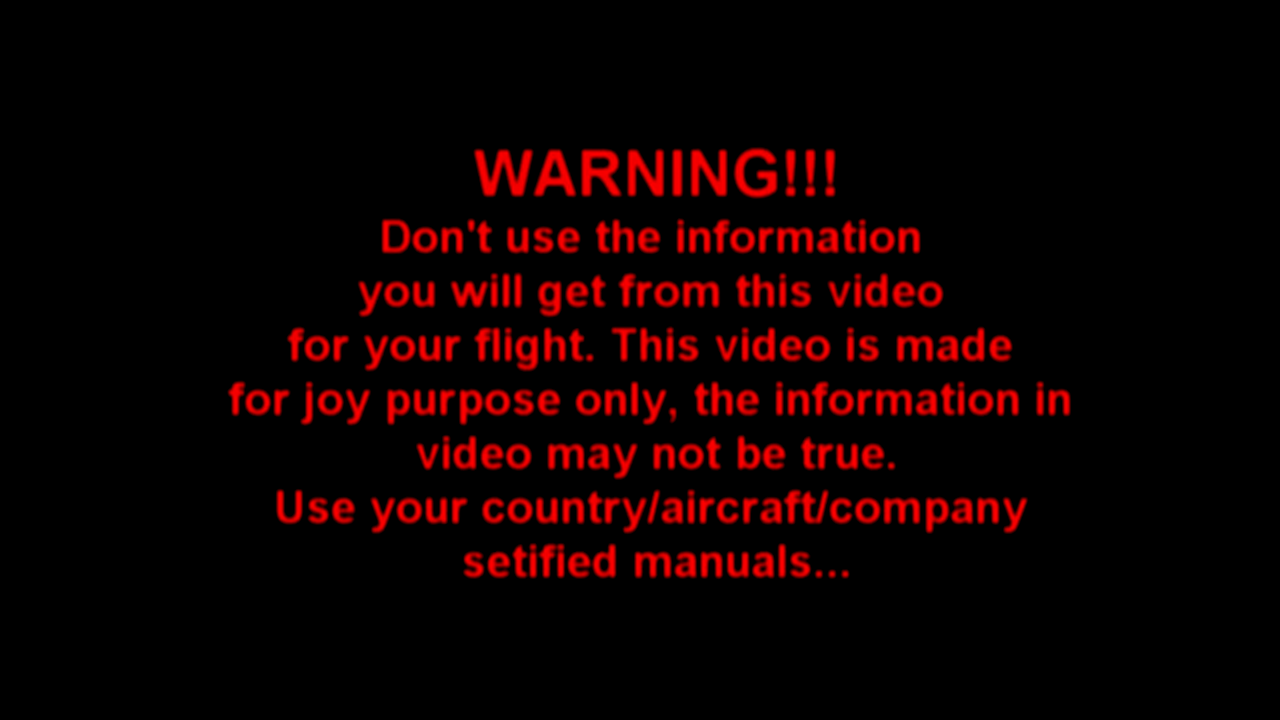 WARNING!!!
Don't use the information
you will get from this video
for your flight. This video is made
for joy purpose only, the information in
video may not be true.
Use your country/aircraft/company
setified manuals...